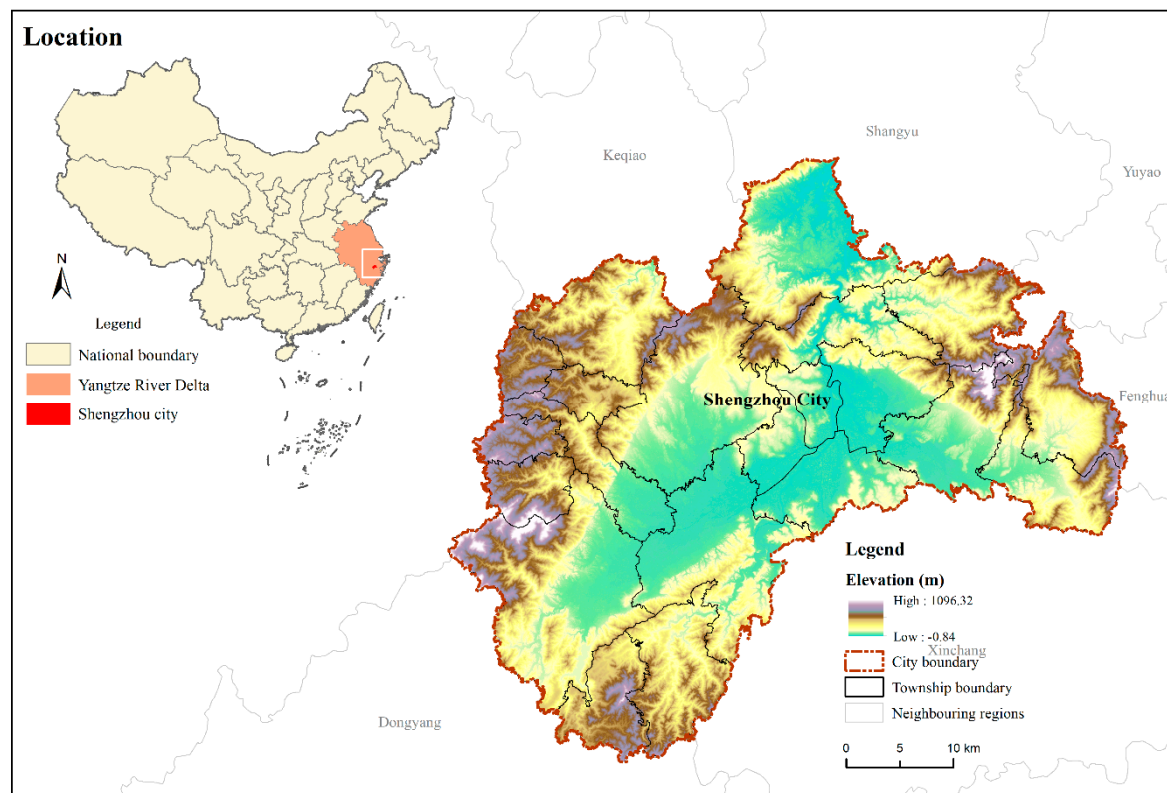 Location
N
Legend
National boundary
Yangtze River Delta
Shengzhou city
Keqiao
Shangyu
Yuyao
Fenghua
Shengzhou City
Dongyang
Xinchang
Legend
Elevation (m)
High : 1096.32
Low : -0.84
City boundary
Township boundary
Neighbouring regions
0 5 10 km